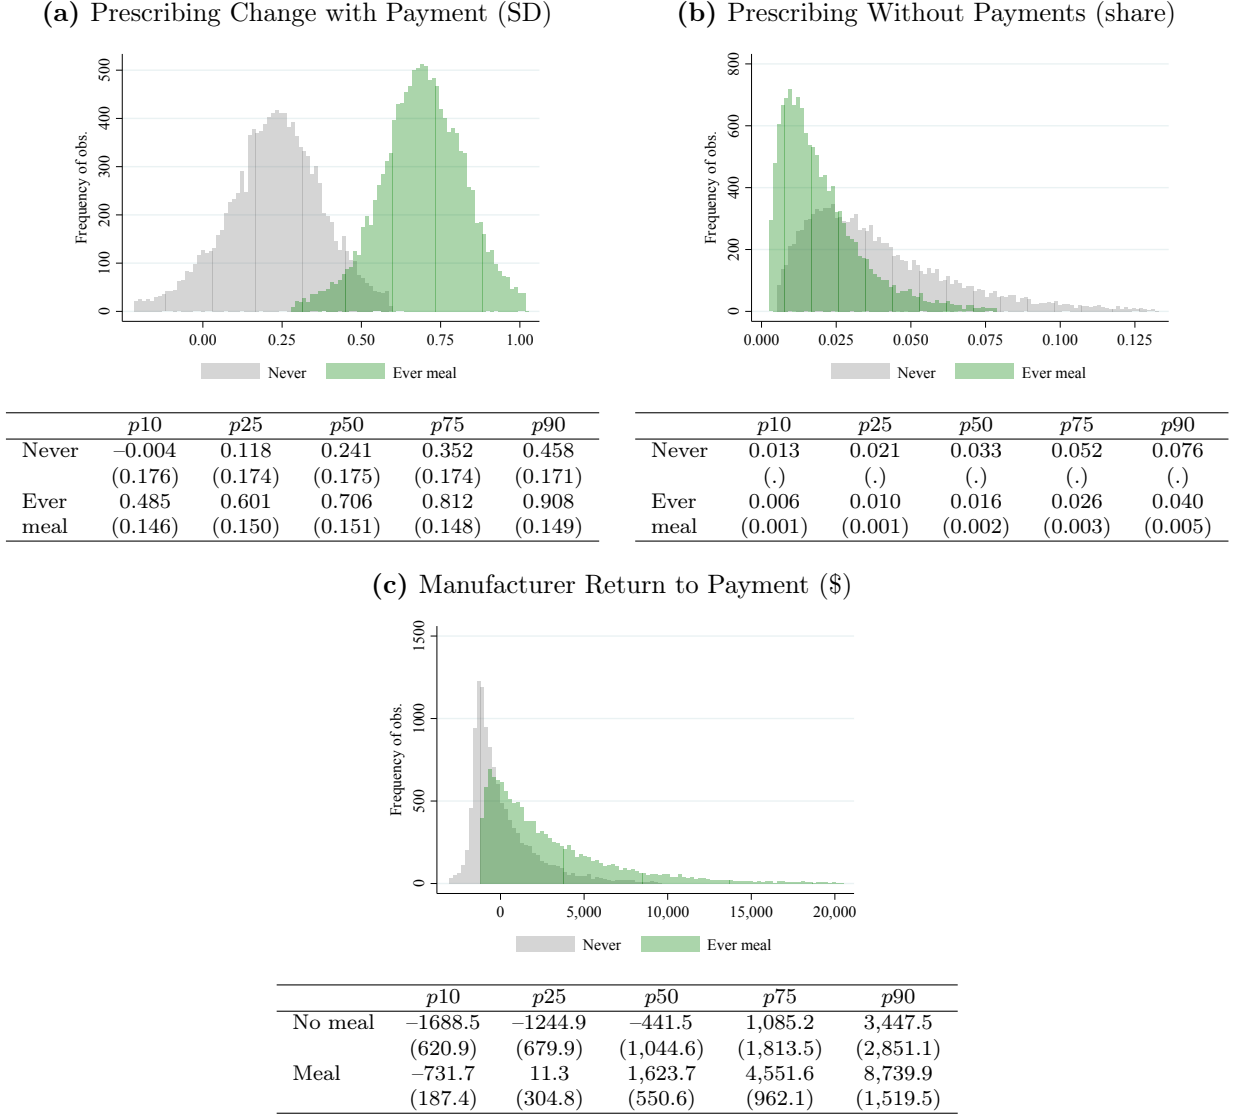 (a) Prescribing Change with Payment (SD)
Frequency of obs.
500
400
300
200
100
0
0.00 0.25 0.50 0.75 1.00
Never Ever meal
p10 p25 p50 p75 p90
Never –0.004 0.118 0.241 0.352 0.458
(0.176) (0.174) (0.175) (0.174) (0.171)
Ever 0.485 0.601 0.706 0.812 0.908
meal (0.146) (0.150) (0.151) (0.148) (0.149)
(b) Prescribing Without Payments (share)
Frequency of obs.
800
600
400
200
0
0.000 0.025 0.050 0.075 0.100 0.125
Never Ever meal
p10 p25 p50 p75 p90
Never 0.013 0.021 0.033 0.052 0.076
(.) (.) (.) (.) (.)
Ever 0.006 0.010 0.016 0.026 0.040
meal (0.001) (0.001) (0.002) (0.003) (0.005)
(c) Manufacturer Return to Payment ($)
Frequency of obs.
1500
1000
500
0
0 5,000 10,000 15,000 20,000
Never Ever meal
p10 p25 p50 p75 p90
No meal –1688.5 –1244.9 –441.5 1,085.2 3,447.5
(620.9) (679.9) (1,044.6) (1,813.5) (2,851.1)
Meal –731.7 11.3 1,623.7 4,551.6 8,739.9
(187.4) (304.8) (550.6) (962.1) (1,519.5)